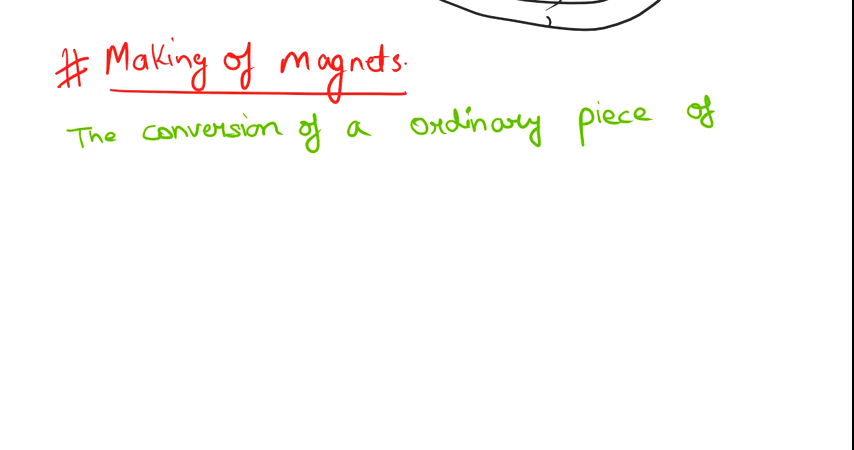 # Making of magnets.
The conversion of a ordinary piece of